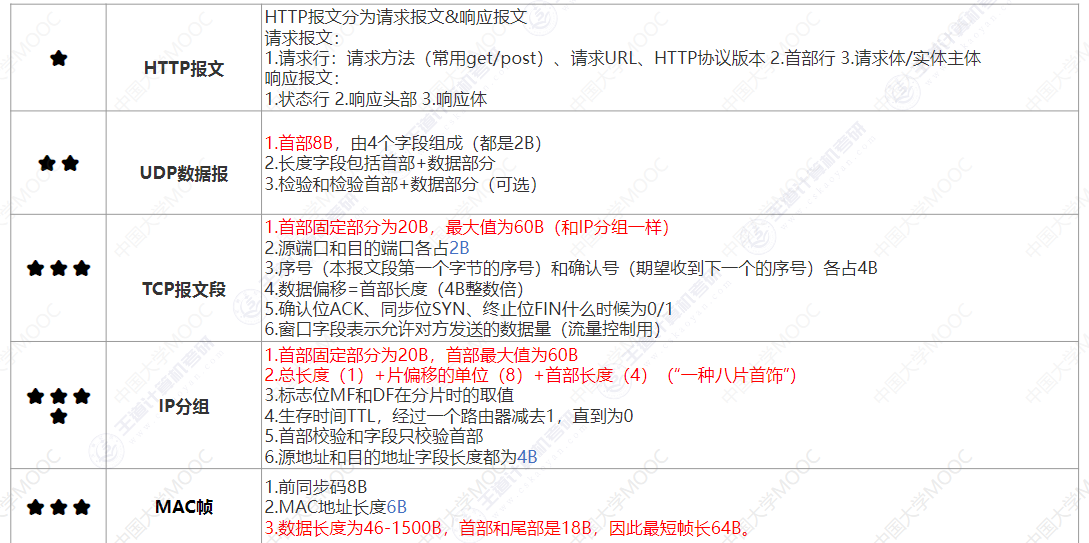 HTTP报文
HTTP报文分为请求报文&响应报文
请求报文：
1.请求行：请求方法（常用get/post）、请求URL、HTTP协议版本 2.首部行 3.请求体/实体主体
响应报文：
1.状态行 2.响应头部 3.响应体
UDP数据报
1.首部8B，由4个字段组成（都是2B）
2.长度字段包括首部+数据部分
3.检验和检验首部+数据部分（可选）
TCP报文段
1.首部固定部分为20B，最大值为60B（和IP分组一样）
2.源端口和目的端口各占2B
3.序号（本报文段第一个字节的序号）和确认号（期望收到下一个的序号）各占4B
4.数据偏移=首部长度（4B整数倍）
5.确认位ACK、同步位SYN、终止位FIN什么时候为0/1
6.窗口字段表示允许对方发送的数据量（流量控制用）
IP分组
1.首部固定部分为20B，首部最大值为60B
2.总长度（1）+片偏移的单位（8）+首部长度（4）（“一种八片首饰”）
3.标志位MF和DF在分片时的取值
4.生存时间TTL，经过一个路由器减去1，直到为0
5.首部校验和字段只校验首部
6.源地址和目的地址字段长度都为4B
MAC帧
1.前同步码8B
2.MAC地址长度6B
3.数据长度为46-1500B，首部和尾部是18B，因此最短帧长64B。
中国大学MOOC
王道计算机考研